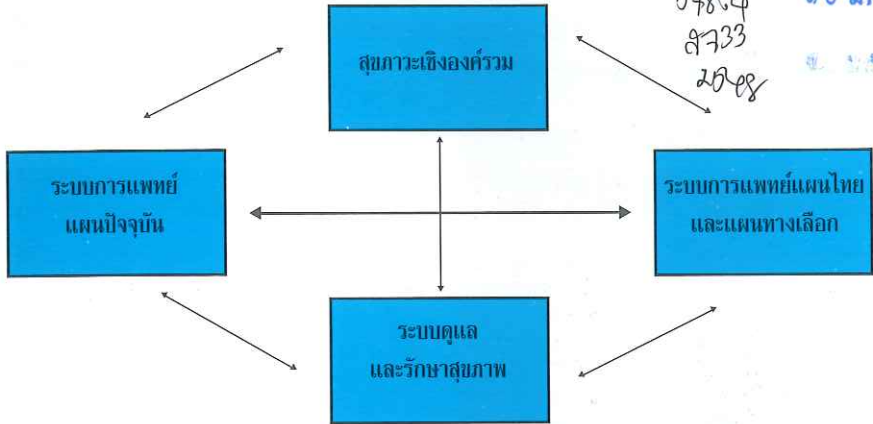 สุขภาวะเชิงองค์รวม
ระบบการแพทย์
แผนปัจจุบัน
ระบบการแพทย์แผนไทย
และแผนทางเลือก
ระบบดูแล
และรักษาสุขภาพ